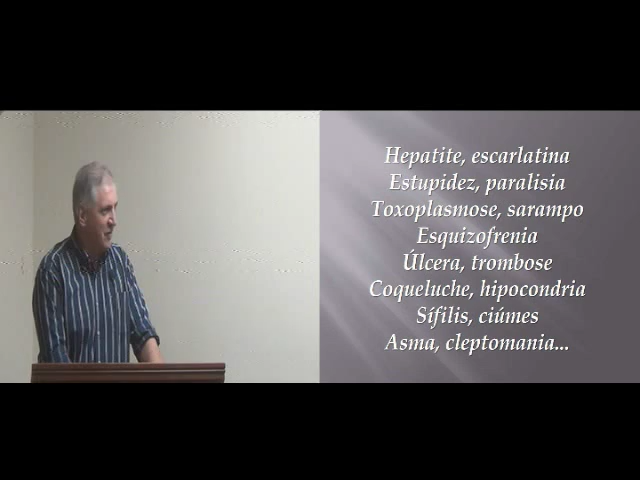 Hepatite, escarlatina
Estupidez, paralisia
Toxoplasmose, sarampo
Esquizofrenia
Úlcera, trombose
Coqueluche, hipocondria
Sífilis, ciúmes
Asma, cleptomania...